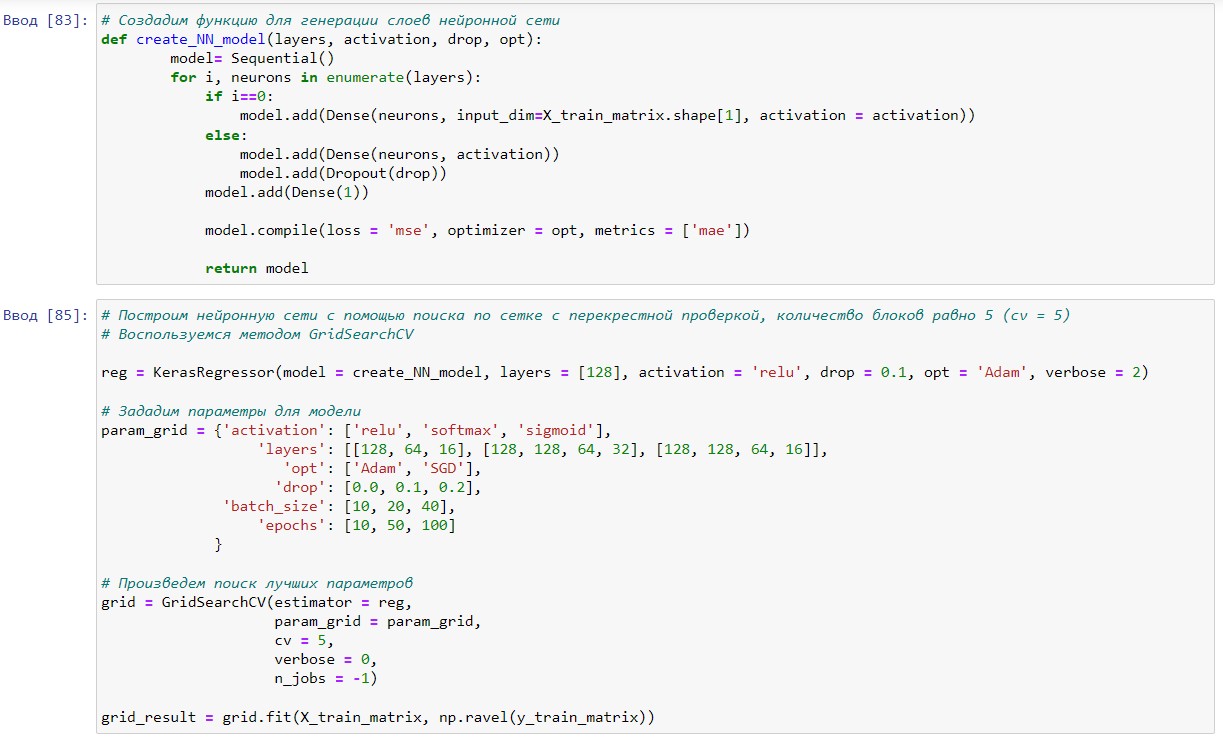 Ввод [83]: # Создадим функцию для генерации слоев нейронной сети
def create_NN_model(layers, activation, drop, opt):
        model= Sequential()
        for i, neurons in enumerate(layers):
            if i==0:
                model.add(Dense(neurons, input_dim=X_train_matrix.shape[1], activation = activation))
            else:
                model.add(Dense(neurons, activation))
                model.add(Dropout(drop))
            model.add(Dense(1))

            model.compile(loss = 'mse', optimizer = opt, metrics = ['mae'])

            return model

Ввод [85]: # Построим нейронную сети с помощью поиска по сетке с перекрестной проверкой, количество блоков равно 5 (cv = 5)
# Воспользуемся методом GridSearchCV

reg = KerasRegressor(model = create_NN_model, layers = [128], activation = 'relu', drop = 0.1, opt = 'Adam', verbose = 2)

# Зададим параметры для модели
param_grid = {'activation': ['relu', 'softmax', 'sigmoid'],
                  'layers': [[128, 64, 16], [128, 128, 64, 32], [128, 128, 64, 16]],
                     'opt': ['Adam', 'SGD'],
                    'drop': [0.0, 0.1, 0.2],
              'batch_size': [10, 20, 40],
                  'epochs': [10, 50, 100]
             }

# Произведем поиск лучших параметров
grid = GridSearchCV(estimator = reg,
                    param_grid = param_grid,
                    cv = 5,
                    verbose = 0,
                    n_jobs = -1)

grid_result = grid.fit(X_train_matrix, np.ravel(y_train_matrix))